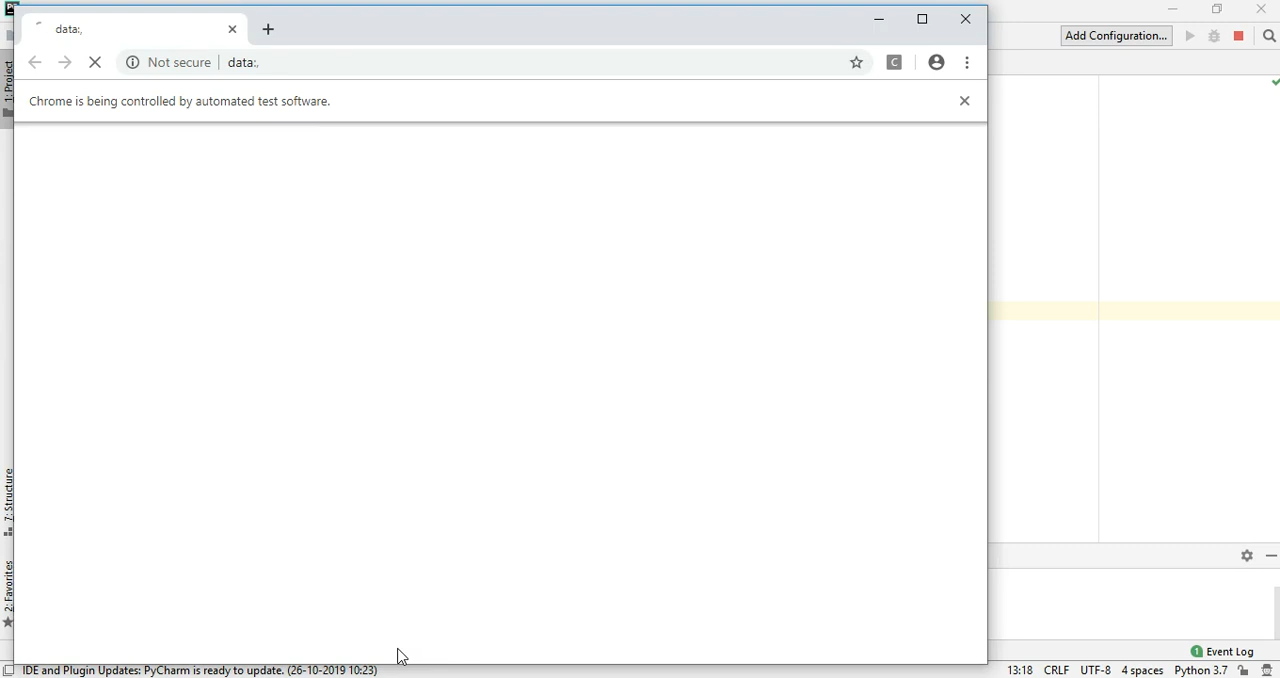 data:,
Add Configuration...
Not secure data:,
C
1: Project
Chrome is being controlled by automated test software.
7: Structure
2: Favorites
1 Event Log
IDE and Plugin Updates: PyCharm is ready to update. (26-10-2019 10:23)
13:18 CRLF UTF-8 4 spaces Python 3.7